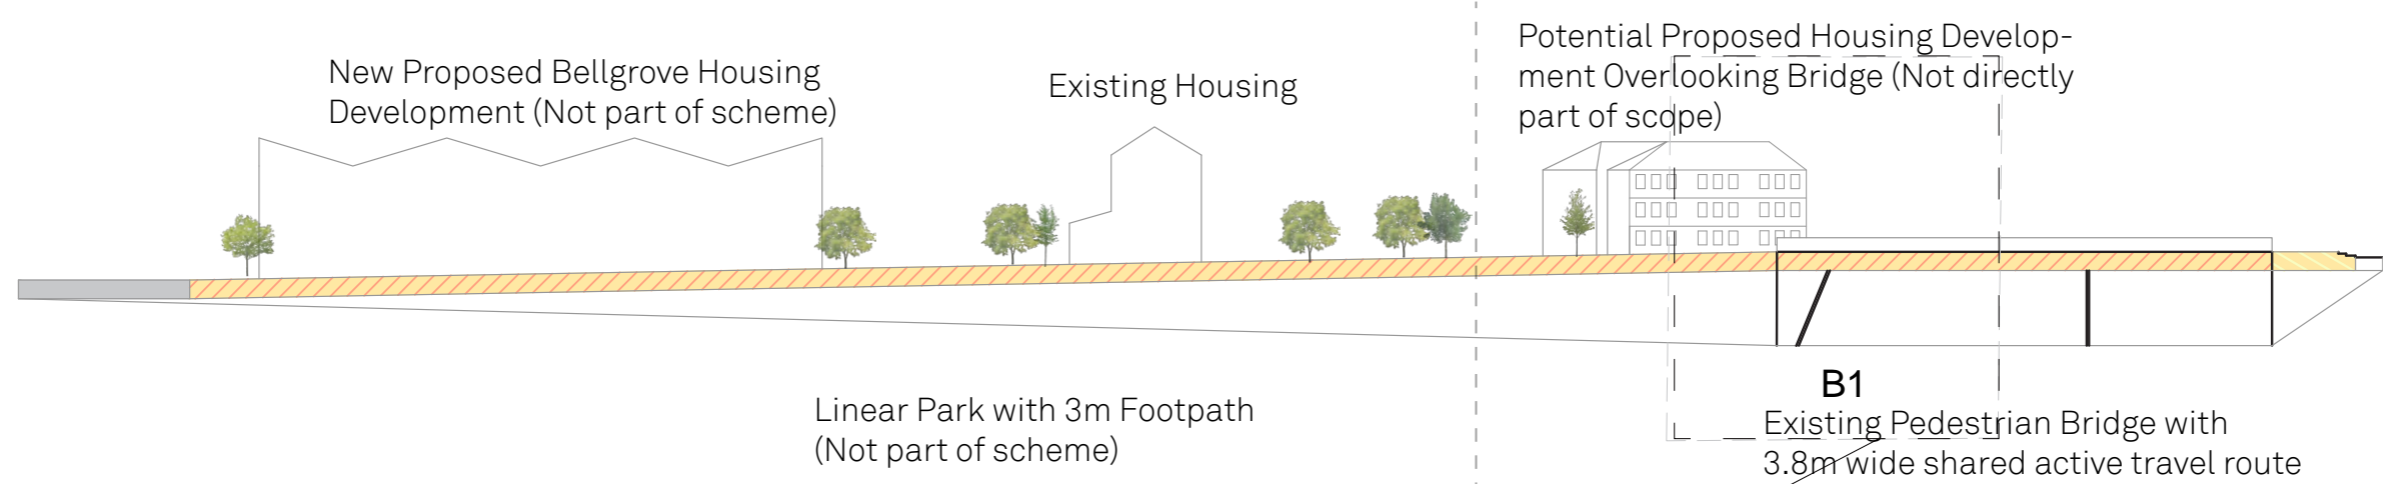 New Proposed Bellgrove Housing
Development (Not part of scheme)
Existing Housing
Potential Proposed Housing Develop-
ment Overlooking Bridge (Not directly
part of scope)
Linear Park with 3m Footpath
(Not part of scheme)
B1
Existing Pedestrian Bridge with
3.8m wide shared active travel route